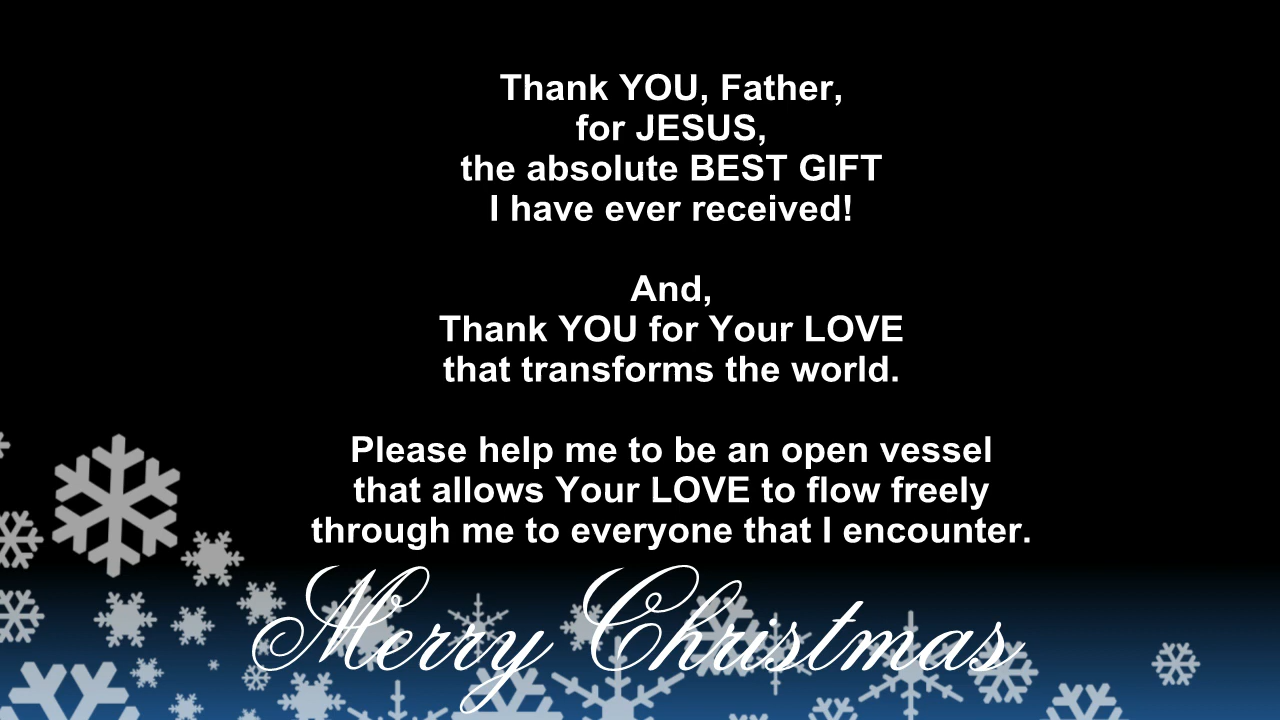 Thank YOU, Father,
for JESUS,
the absolute BEST GIFT
I have ever received!
And,
Thank YOU for Your LOVE
that transforms the world.
Please help me to be an open vessel
that allows Your LOVE to flow freely
through me to everyone that I encounter.
Merry Christmas